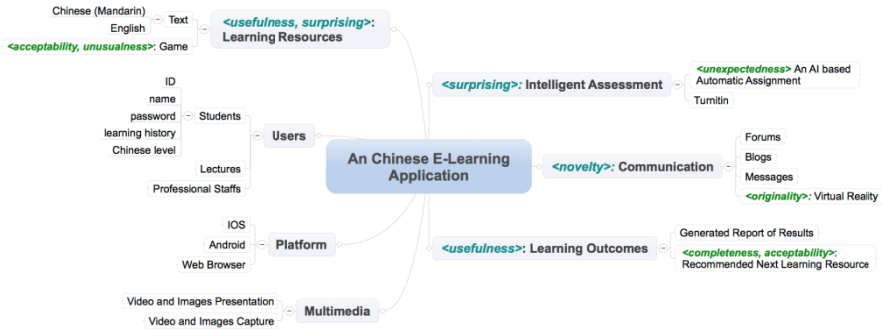 Chinese (Mandarin)
English
Text
<acceptability, unusualness>: Game
<usefulness, surprising>:
Learning Resources
ID
name
password
learning history
Chinese level
Students
Lectures
Professional Staffs
Users
IOS
Android
Web Browser
Platform
Video and Images Presentation
Video and Images Capture
Multimedia
An Chinese E-Learning
Application
<surprising>: Intelligent Assessment
<unexpectedness> An AI based
Automatic Assignment
Turnitin
<novelty>: Communication
Forums
Blogs
Messages
<originality>: Virtual Reality
<usefulness>: Learning Outcomes
Generated Report of Results
<completeness, acceptability>:
Recommended Next Learning Resource